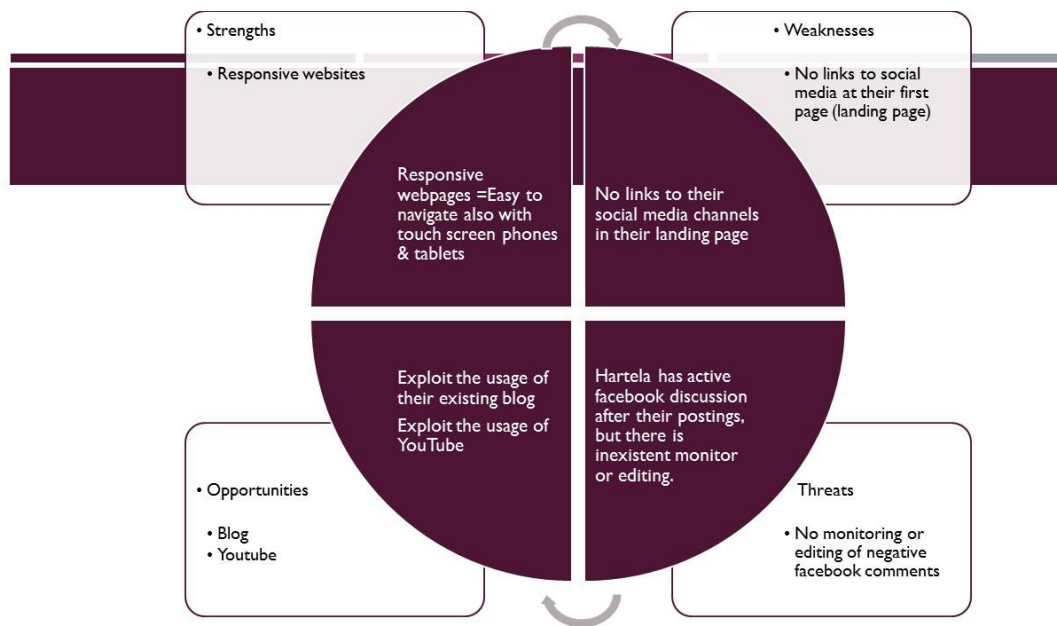 • Strengths
• Responsive websites
• Weaknesses
• No links to social
media at their first
page (landing page)
Responsive
webpages =Easy to
navigate also with
touch screen phones
& tablets
No links to their
social media channels
in their landing page
Exploit the usage of
their existing blog
Exploit the usage of
YouTube
Hartela has active
facebook discussion
after their postings,
but there is
inexistent monitor
or editing.
• Opportunities
• Blog
• Youtube
Threats
• No monitoring or
editing of negative
facebook comments